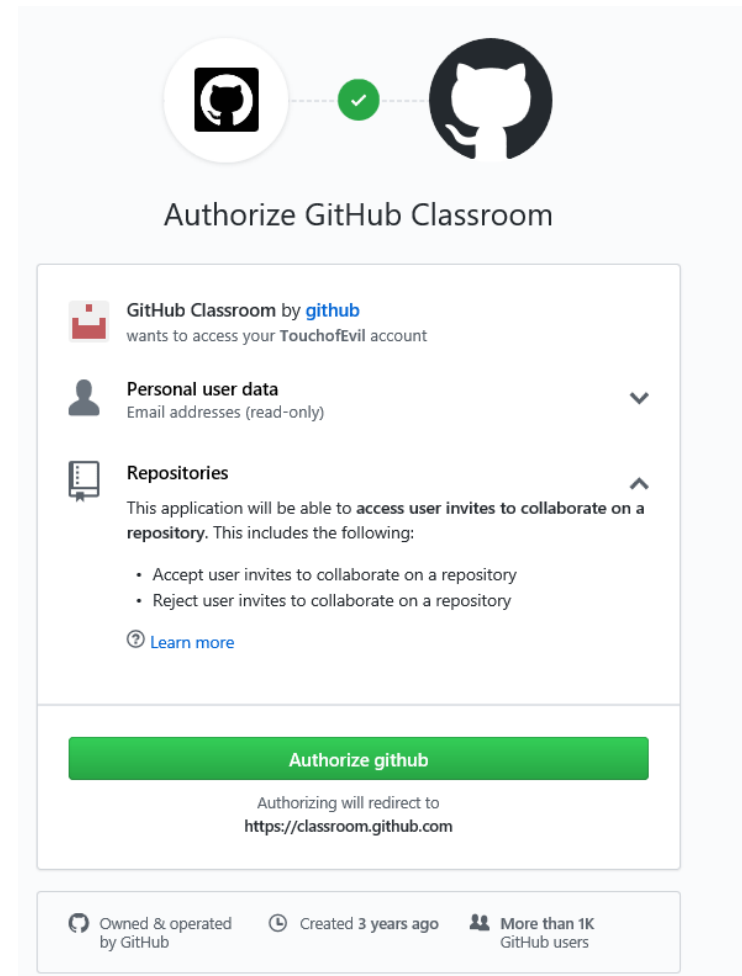 Authorize GitHub Classroom
GitHub Classroom by github
wants to access your TouchofEvil account
Personal user data
Email addresses (read-only)
Repositories
This application will be able to access user invites to collaborate on a
repository. This includes the following:
• Accept user invites to collaborate on a repository
• Reject user invites to collaborate on a repository
? Learn more
Authorize github
Authorizing will redirect to
https://classroom.github.com
Owned & operated
by GitHub
Created 3 years ago
More than 1K
GitHub users